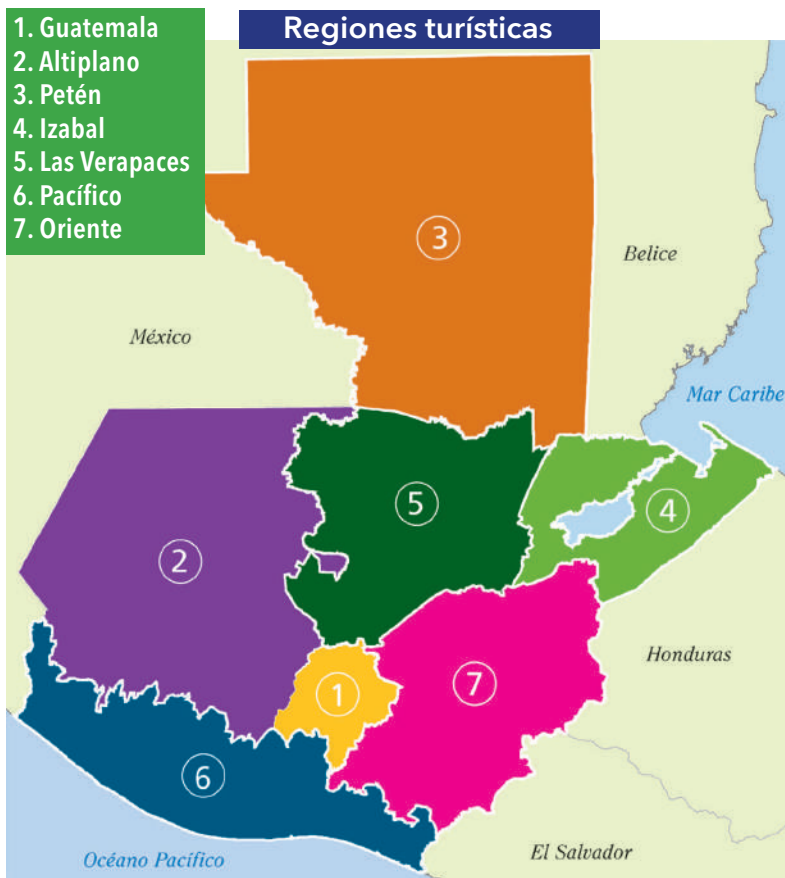 Regiones turísticas
1. Guatemala
2. Altiplano
3. Petén
4. Izabal
5. Las Verapaces
6. Pacífico
7. Oriente
3
Belice
México
Mar Caribe
5
4
2
Honduras
7
1
6
El Salvador
Océano Pacífico